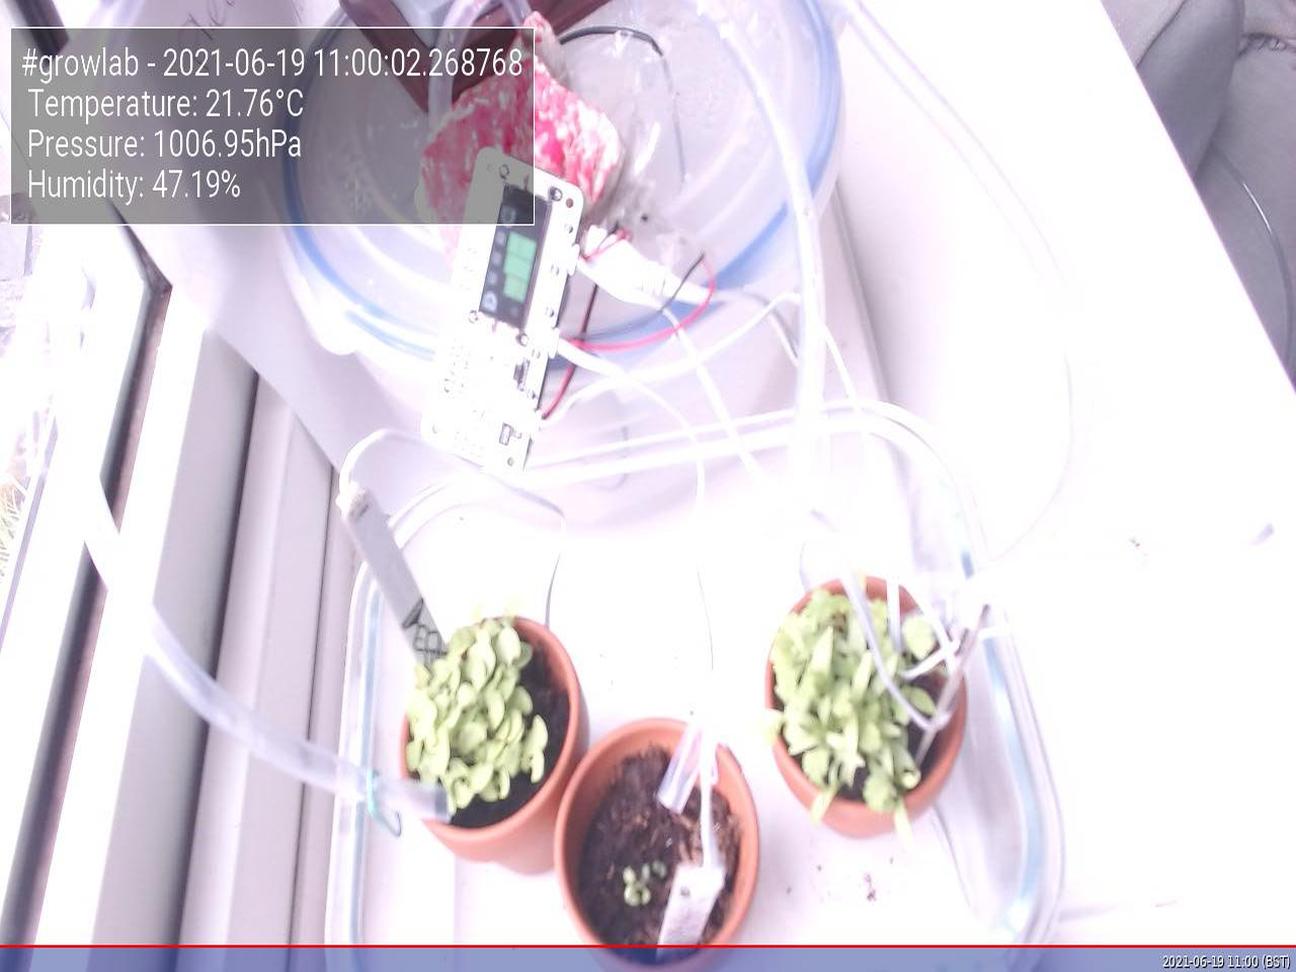 #growlab - 2021-06-19 11:00:02.268768
Temperature: 21.76°C
Pressure: 1006.95hPa
Humidity: 47.19%
2021-06-19 11:00 (BST)